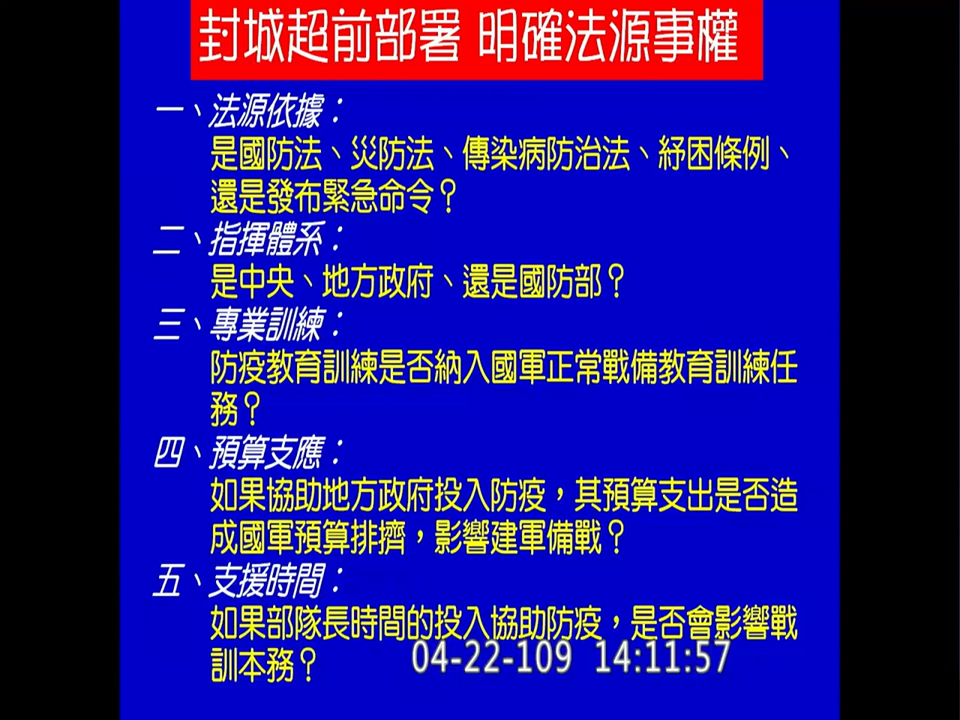 封城超前部署 明確法源事權
一、法源依據：
是國防法、災防法、傳染病防治法、紓困條例、
還是發布緊急命令？
二、指揮體系：
是中央、地方政府、還是國防部？
三、專業訓練：
防疫教育訓練是否納入國軍正常戰備教育訓練任
務？
四、預算支應：
如果協助地方政府投入防疫，其預算支出是否造
成國軍預算排擠，影響建軍備戰？
五、支援時間：
如果部隊長時間的投入協助防疫，是否會影響戰
訓本務？
04-22-109 14:11:57